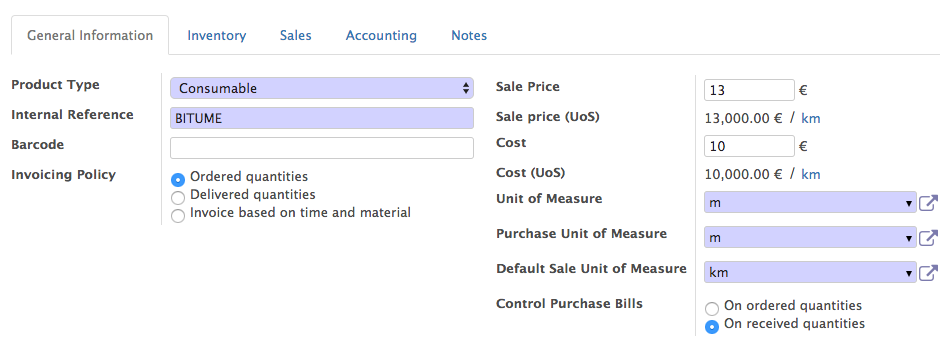 General Information Inventory Sales Accounting Notes
Product Type Consumable
Internal Reference BITUME
Barcode
Invoicing Policy Ordered quantities
Delivered quantities
Invoice based on time and material
Sale Price 13 €
Sale price (UoS) 13,000.00 € / km
Cost 10 €
Cost (UoS) 10,000.00 € / km
Unit of Measure m
Purchase Unit of Measure m
Default Sale Unit of Measure km
Control Purchase Bills On ordered quantities
On received quantities